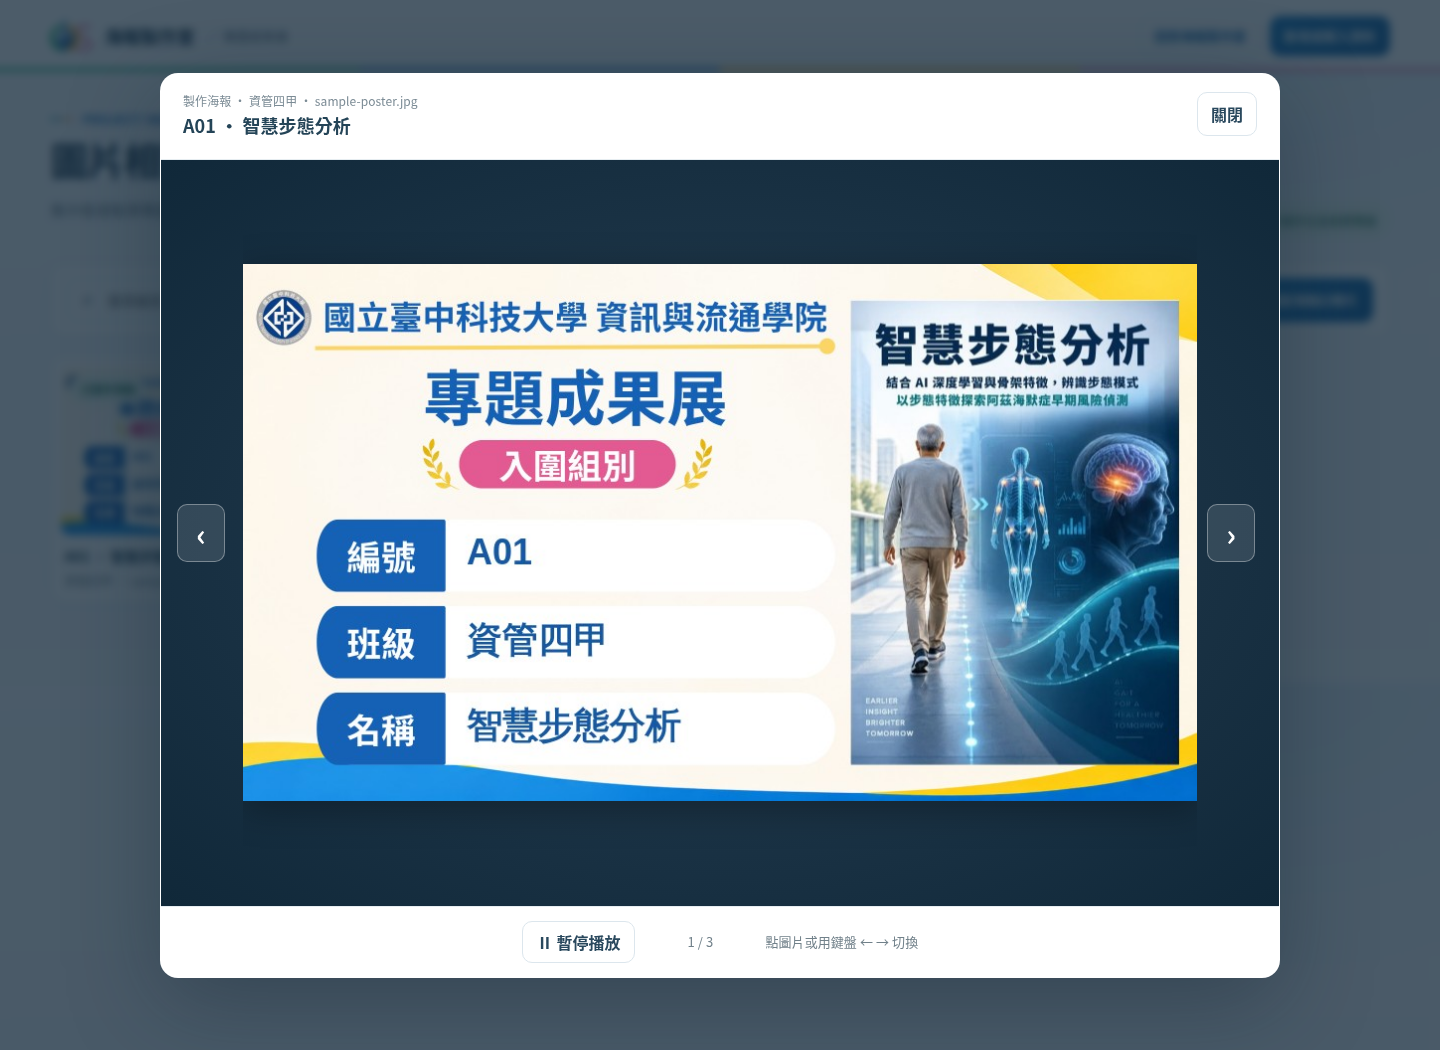 製作海報 · 資管四甲 · sample-poster.jpg
A01 · 智慧步態分析
關閉
國立臺中科技大學 資訊與流通學院
專題成果展
入圍組別
編號
A01
班級
資管四甲
名稱
智慧步態分析
智慧步態分析
結合 AI 深度學習與骨架特徵，辨識步態模式
以步態特徵探索阿茲海默症早期風險偵測
EARLIER
INSIGHT
BRIGHTER
TOMORROW
GAIT
FOR A
HEALTHIER
TOMORROW
‹
›
II 暫停播放
1 / 3
點圖片或用鍵盤 ← → 切換